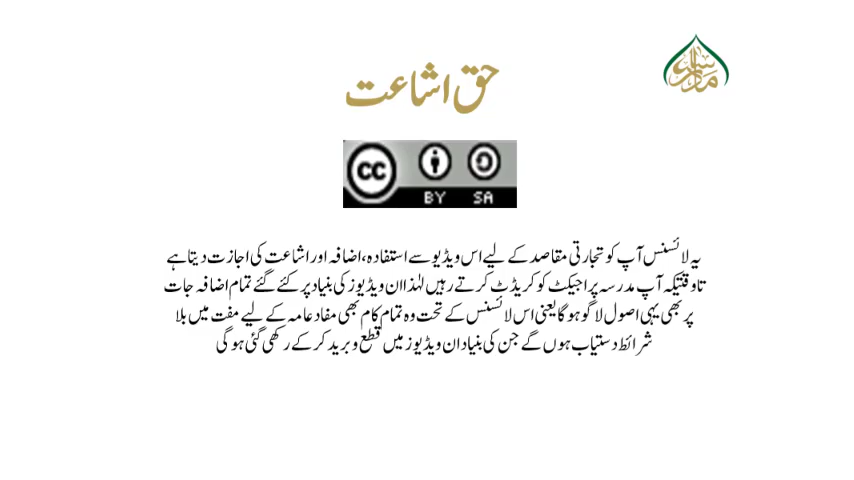 حق اشاعت
مدرسہ
cc
BY SA
یہ لائسنس آپ کو تجارتی مقاصد کے لیے اس ویڈیو سے استفادہ، اضافہ اور اشاعت کی اجازت دیتا ہے
تاوقتیکہ آپ مدرسہ پراجیکٹ کو کریڈٹ کرتے رہیں لہٰذا ان ویڈیوز کی بنیاد پر کئے گئے تمام اضافہ جات
پر بھی یہی اصول لاگو ہو گا یعنی اس لائسنس کے تحت وہ تمام کام بھی مفاد عامہ کے لیے مفت میں بلا
شرائط دستیاب ہوں گے جن کی بنیاد ان ویڈیوز میں قطع و برید کر کے رکھی گئی ہو گی